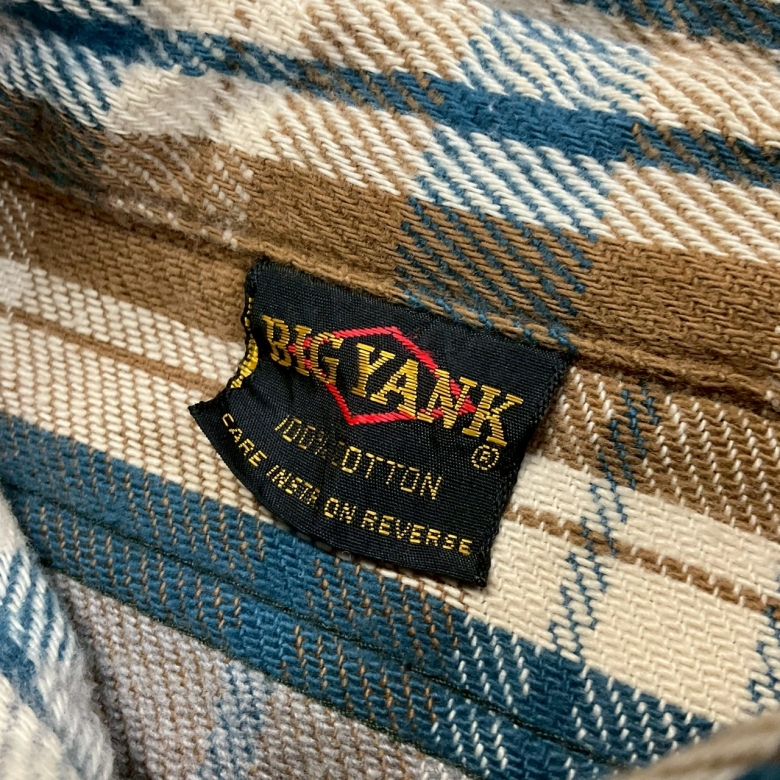 BIG YANK
®
100% COTTON
CARE INSTR ON REVERSE